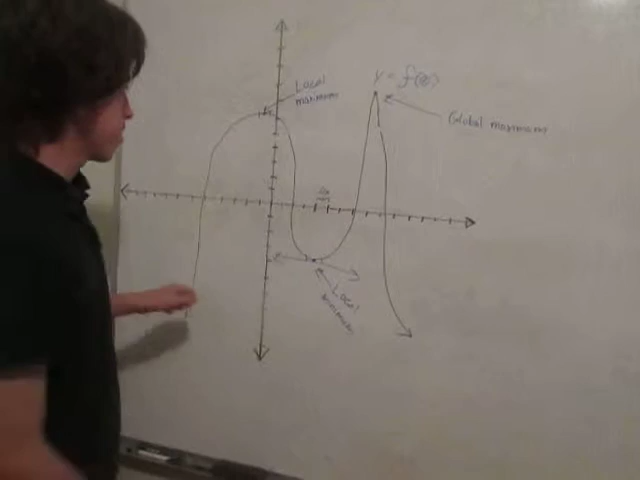 Local
maximum
y = f(x)
Global maximum
Local
minimum